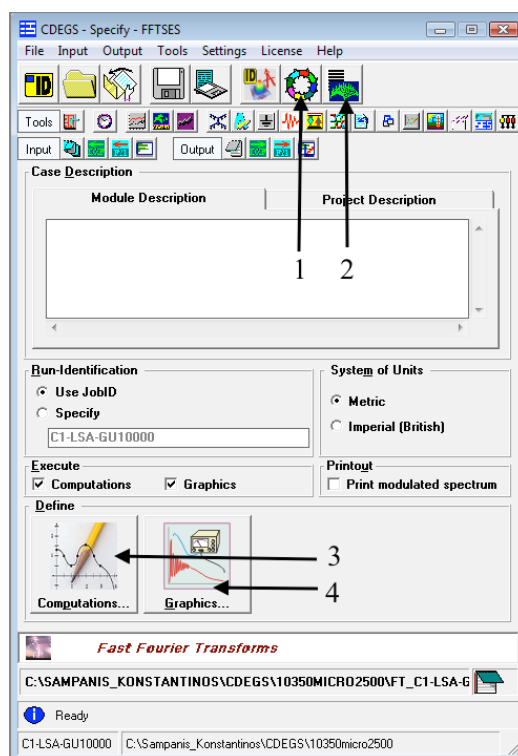 CDEGS - Specify - FFTSES
File Input Output Tools Settings License Help
ID ID
Tools
Input Output
Case Description
Module Description Project Description
1 2
Run-Identification
Use JobID
Specify
C1-LSA-GU10000
System of Units
Metric
Imperial (British)
Execute
Computations Graphics
Printout
Print modulated spectrum
Define
3
4
Computations... Graphics...
Fast Fourier Transforms
C:\SAMPANIS_KONSTANTINOS\CDEGS\10350MICRO2500\FT_C1-LSA-G
Ready
C1-LSA-GU10000 C:\Sampanis_Konstantinos\CDEGS\10350micro2500